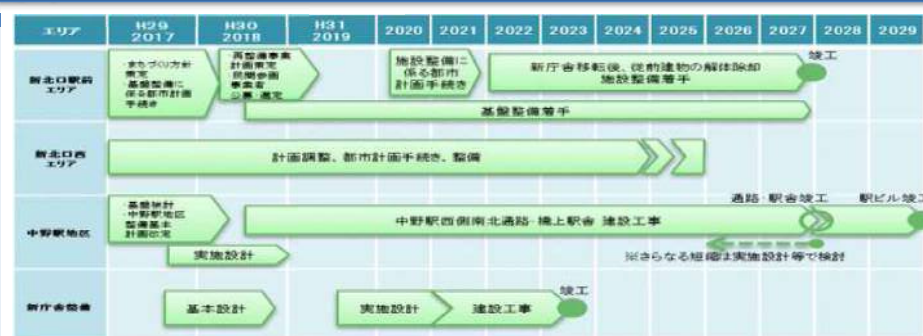 エリア
H29
2017
H30
2018
H31
2019
2020
2021
2022
2023
2024
2025
2026
2027
2028
2029
新北口駅前
エリア
・まちづくり方針
策定
・基盤整備に
係る都市計画
手続き
・再整備事業
計画策定
・民間参画
事業者
公募・選定
施設整備に
係る都市
計画手続き
新庁舎移転後、従前建物の解体除却
施設整備着手
竣工
基盤整備着手
新北口西
エリア
計画調整、都市計画手続き、整備
中野駅地区
・基盤検討
・中野駅地区
整備基本
計画改定
中野駅西側南北通路・橋上駅舎 建設工事
通路・駅舎竣工
駅ビル竣工
実施設計
※さらなる短縮は実施設計等で検討
新庁舎整備
基本設計
実施設計
建設工事
竣工